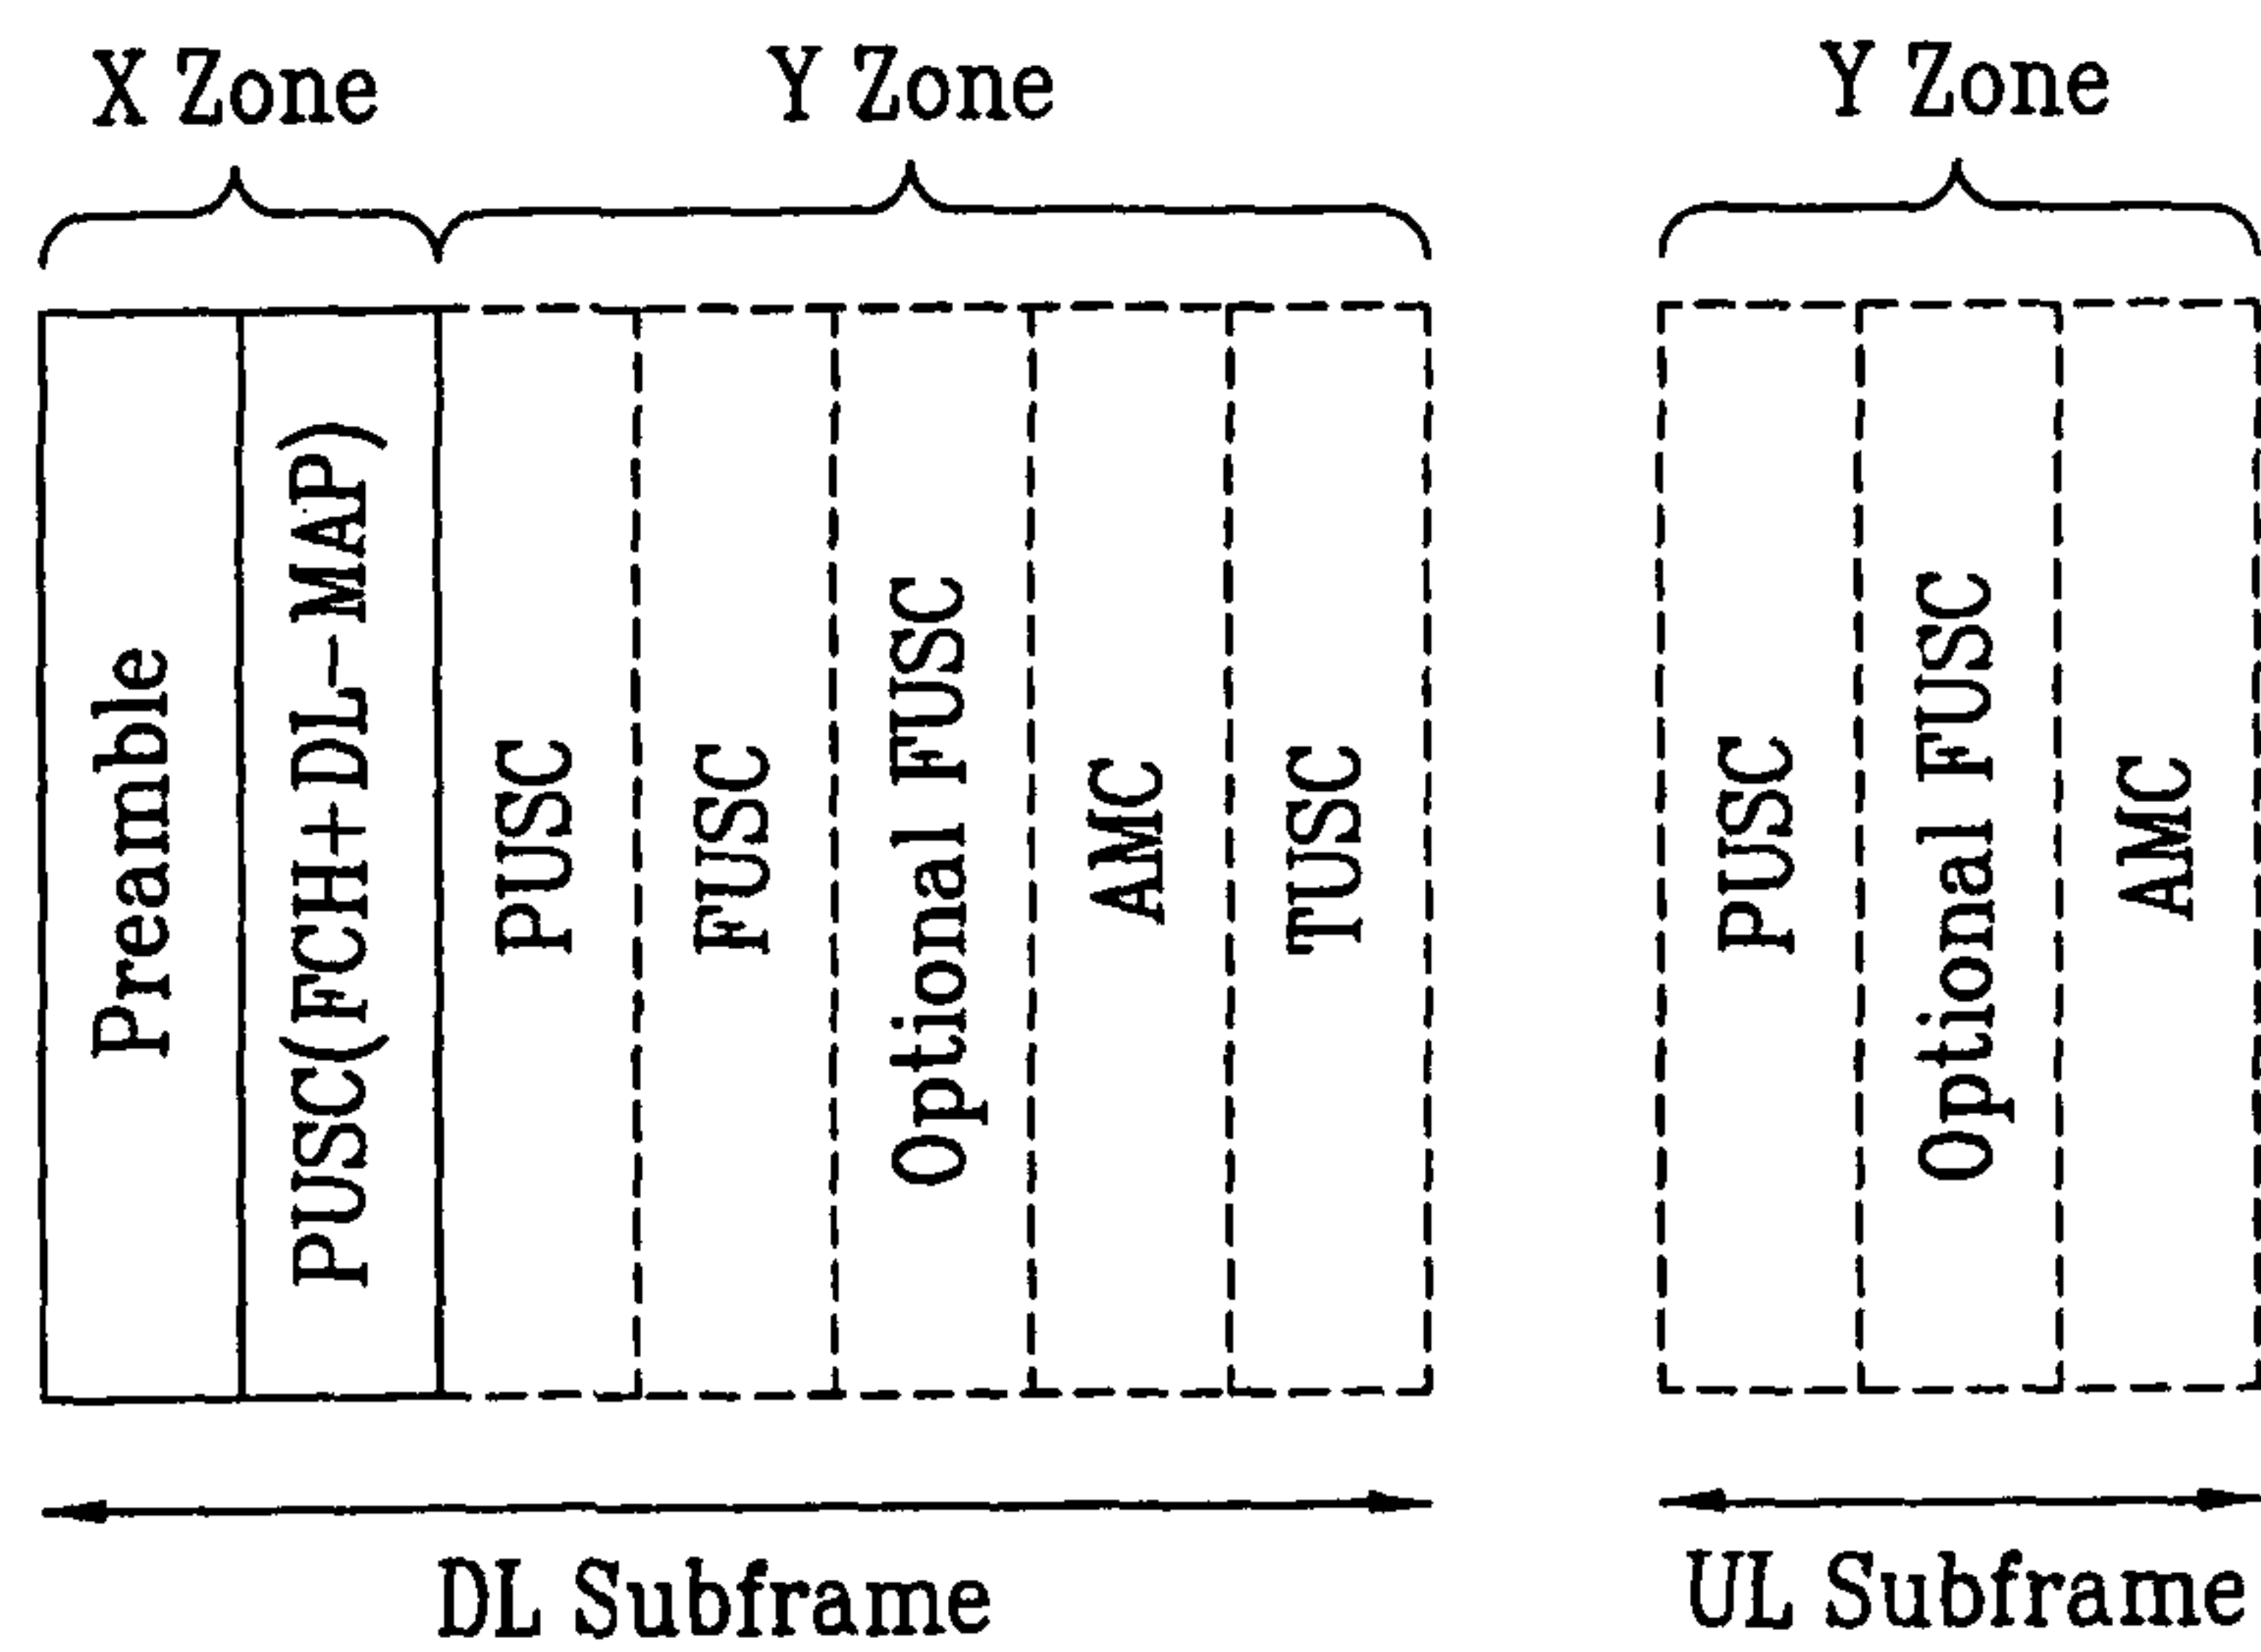 X Zone
Y Zone
Y Zone
Preamble
PUSC(FCH+DL-MAP)
PUSC
FUSC
Optional FUSC
AMC
TUSC
PUSC
Optional FUSC
AMC
DL Subframe
UL Subframe